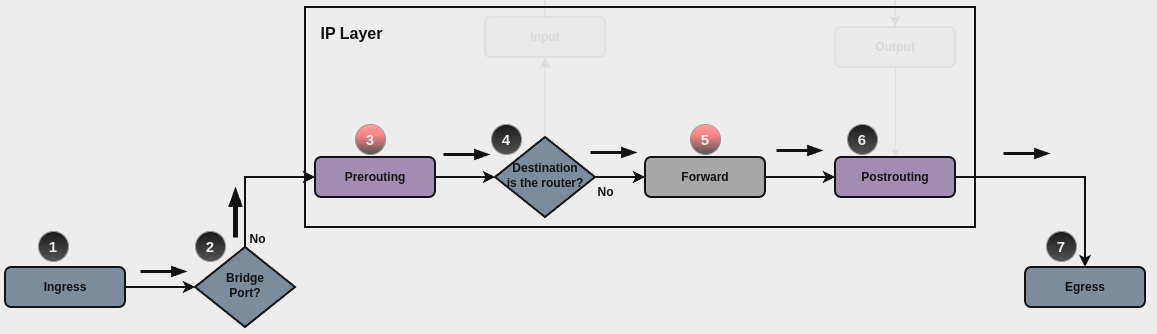 IP Layer
Input
Output
3
4
5
6
Prerouting
Destination
is the router?
No
Forward
Postrouting
1
2
No
7
Ingress
Bridge
Port?
Egress